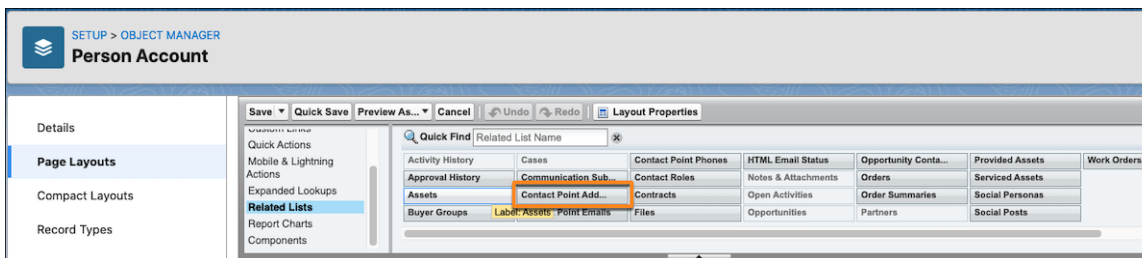 SETUP > OBJECT MANAGER
Person Account
Details
Page Layouts
Compact Layouts
Record Types
Save Quick Save Preview As... Cancel Undo Redo Layout Properties
Custom Links
Quick Actions
Mobile & Lightning
Actions
Expanded Lookups
Related Lists
Report Charts
Components
Quick Find Related List Name
Activity History Cases Contact Point Phones HTML Email Status Opportunity Conta... Provided Assets Work Orders
Approval History Communication Sub... Contact Roles Notes & Attachments Orders Serviced Assets
Assets Contact Point Add... Contracts Open Activities Order Summaries Social Personas
Buyer Groups Label: Assets Point Emails Files Opportunities Partners Social Posts